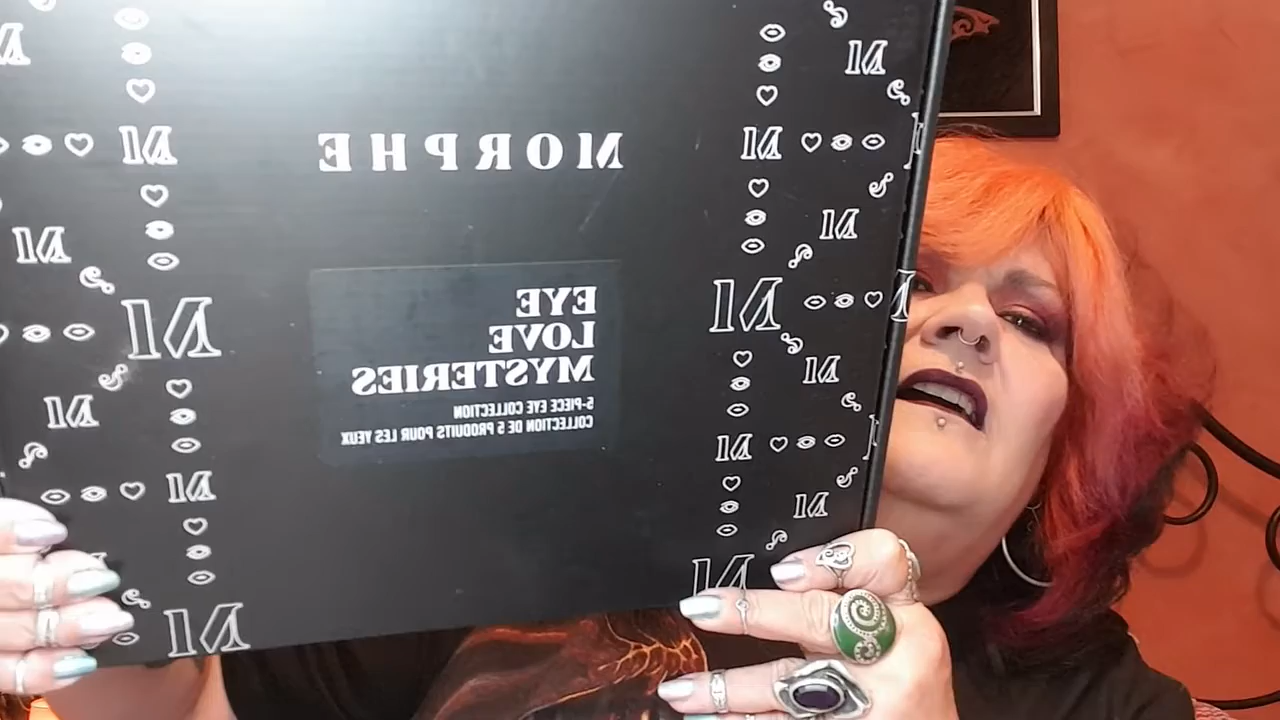 MORPHE
EYE
LOVE
MYSTERIES
5-PIECE EYE COLLECTION
COLLECTION DE 5 PRODUITS POUR LES YEUX